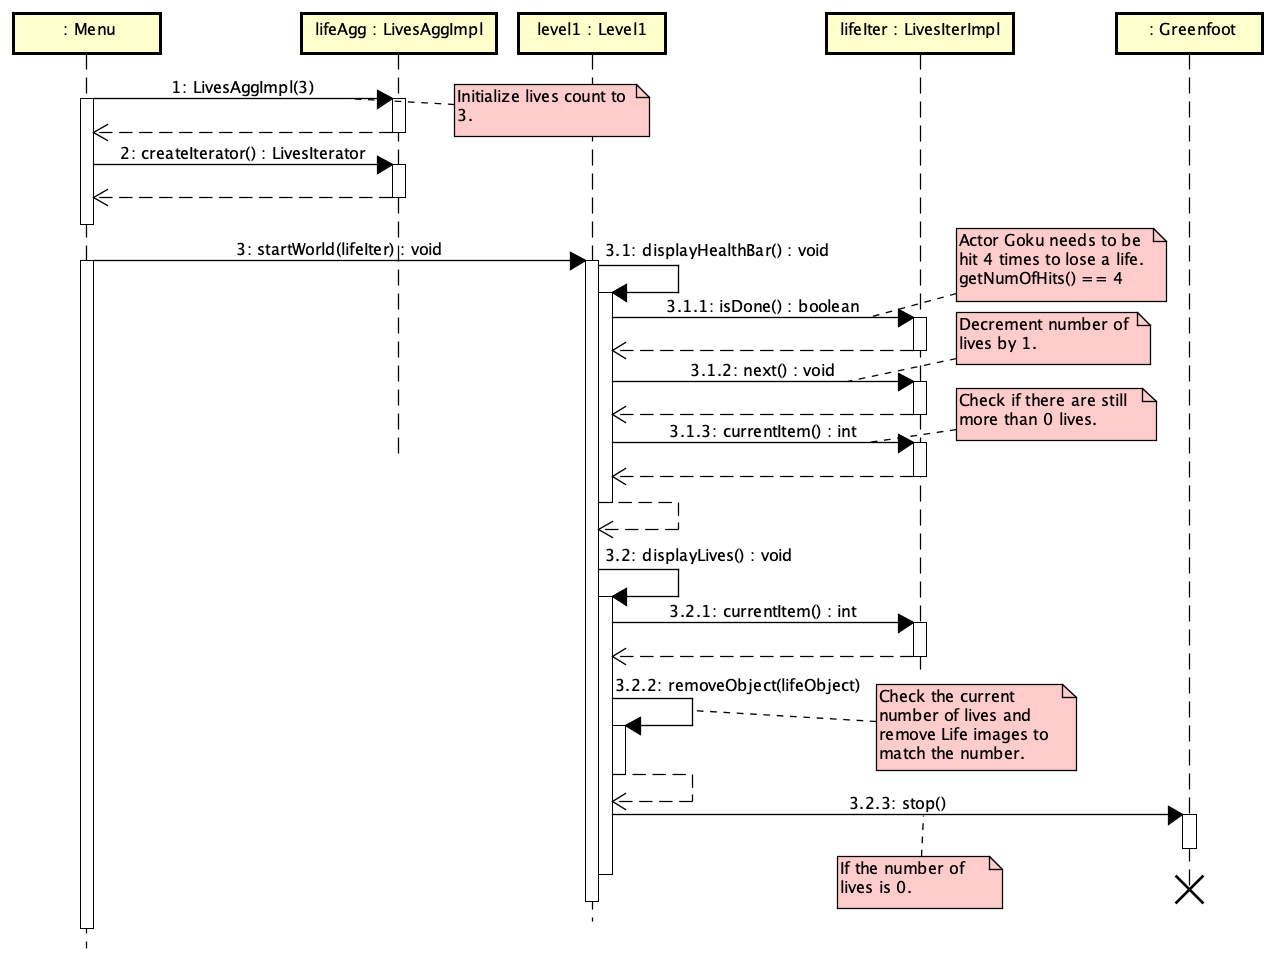 : Menu
lifeAgg : LivesAggImpl
level1 : Level1
lifeIter : LivesIterImpl
: Greenfoot
1: LivesAggImpl(3)
Initialize lives count to
3.
2: createIterator() : LivesIterator
3: startWorld(lifeIter) : void
3.1: displayHealthBar() : void
Actor Goku needs to be
hit 4 times to lose a life.
getNumOfHits() == 4
3.1.1: isDone() : boolean
Decrement number of
lives by 1.
3.1.2: next() : void
Check if there are still
more than 0 lives.
3.1.3: currentItem() : int
3.2: displayLives() : void
3.2.1: currentItem() : int
3.2.2: removeObject(lifeObject)
Check the current
number of lives and
remove Life images to
match the number.
3.2.3: stop()
If the number of
lives is 0.